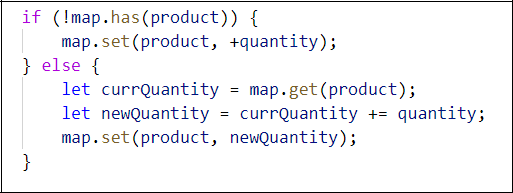 if (!map.has(product)) {
    map.set(product, +quantity);
} else {
    let currQuantity = map.get(product);
    let newQuantity = currQuantity += quantity;
    map.set(product, newQuantity);
}